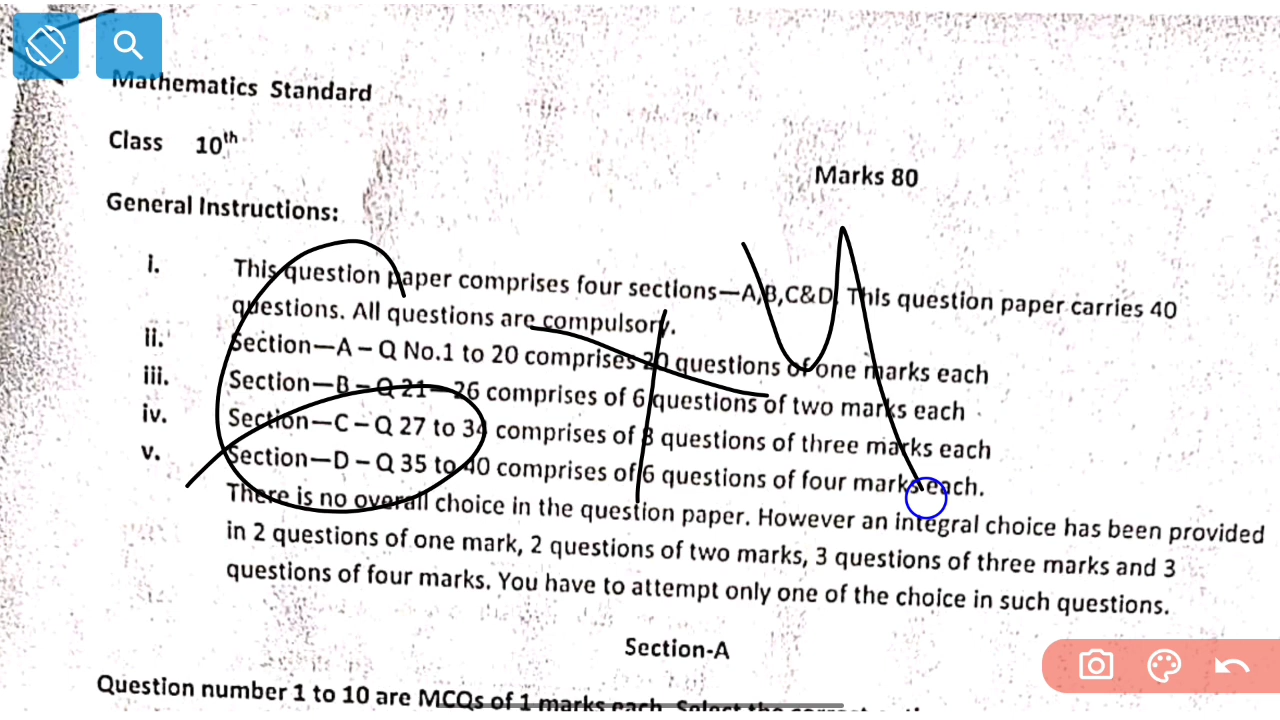 Mathematics Standard
Class 10th
Marks 80
General Instructions:
i. This question paper comprises four sections—A,B,C&D. This question paper carries 40
questions. All questions are compulsory.
ii. Section—A – Q No.1 to 20 comprises 20 questions of one marks each
iii. Section—B – Q 21— 26 comprises of 6 questions of two marks each
iv. Section—C – Q 27 to 34 comprises of 8 questions of three marks each
v. Section—D – Q 35 to 40 comprises of 6 questions of four marks each.
There is no overall choice in the question paper. However an integral choice has been provided
in 2 questions of one mark, 2 questions of two marks, 3 questions of three marks and 3
questions of four marks. You have to attempt only one of the choice in such questions.
Section-A
Question number 1 to 10 are MCQs of 1 marks each. Select the correct